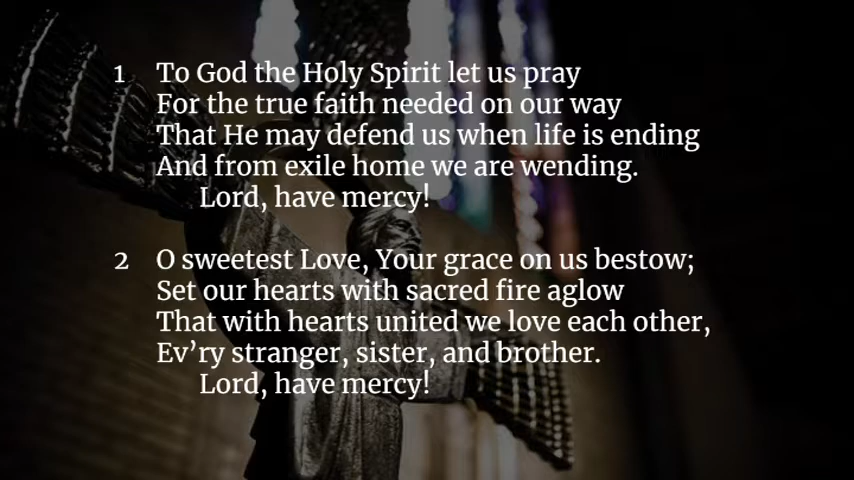 1 To God the Holy Spirit let us pray
For the true faith needed on our way
That He may defend us when life is ending
And from exile home we are wending.
Lord, have mercy!
2 O sweetest Love, Your grace on us bestow;
Set our hearts with sacred fire aglow
That with hearts united we love each other,
Ev’ry stranger, sister, and brother.
Lord, have mercy!